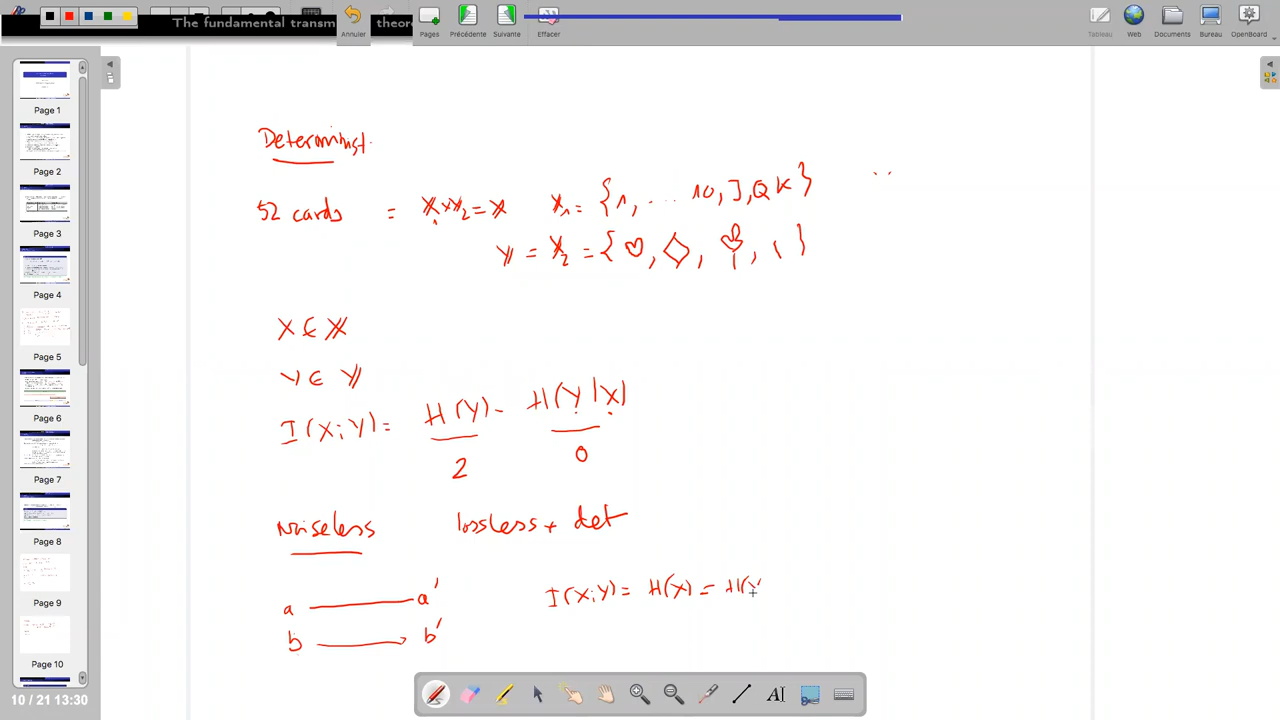 The fundamental transm theore
Annuler Pages Précédente Suivante Effacer Tableau Web Documents Bureau OpenBoard
Page 1
Page 2
Page 3
Page 4
Page 5
Page 6
Page 7
Page 8
Page 9
Page 10
10 / 21 13:30
Determinist.
52 cards = 𝕏₁×𝕏₂ = 𝕏 𝕏₁ = {1, ... 10, J, Q K}
𝕐 = 𝕏₂ = {♡, ♢, ♧, , }
X ∈ 𝕏
Y ∈ 𝕐
I(X;Y) = H(Y) - H(Y|X)
2 0
Noiseless lossless + det
a a'
b b'
I(X;Y) = H(X) = H(Y
AI